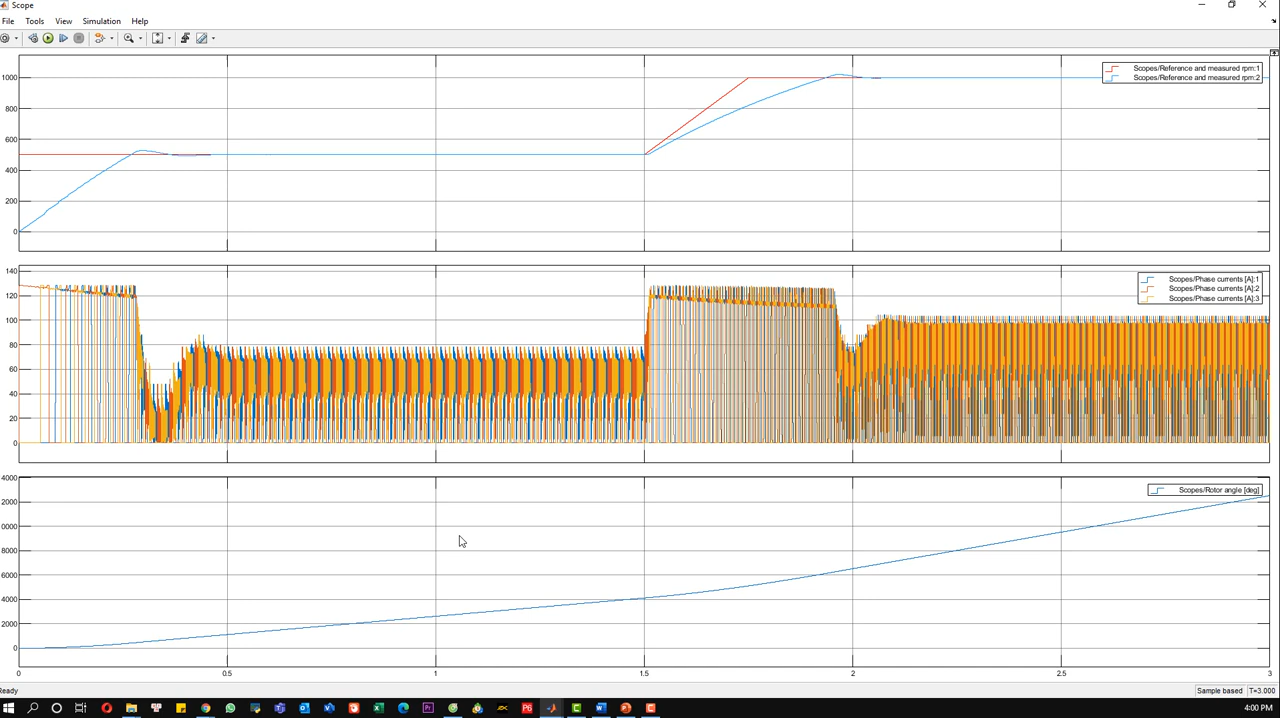 Scope
File Tools View Simulation Help
Scopes/Reference and measured rpm:1
Scopes/Reference and measured rpm:2
1000
800
600
400
200
0
Scopes/Phase currents [A]:1
Scopes/Phase currents [A]:2
Scopes/Phase currents [A]:3
140
120
100
80
60
40
20
0
Scopes/Rotor angle [deg]
4000
2000
0000
8000
6000
4000
2000
0
0 0.5 1 1.5 2 2.5 3
Ready Sample based T=3.000
4:00 PM